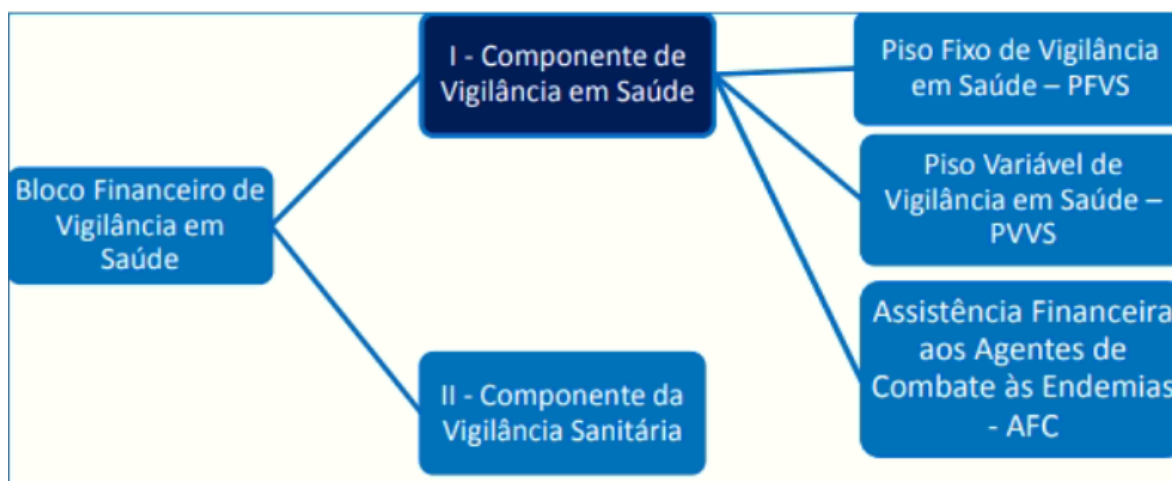 Bloco Financeiro de
Vigilância em
Saúde
I - Componente de
Vigilância em Saúde
II - Componente da
Vigilância Sanitária
Piso Fixo de Vigilância
em Saúde – PFVS
Piso Variável de
Vigilância em Saúde –
PVVS
Assistência Financeira
aos Agentes de
Combate às Endemias
- AFC